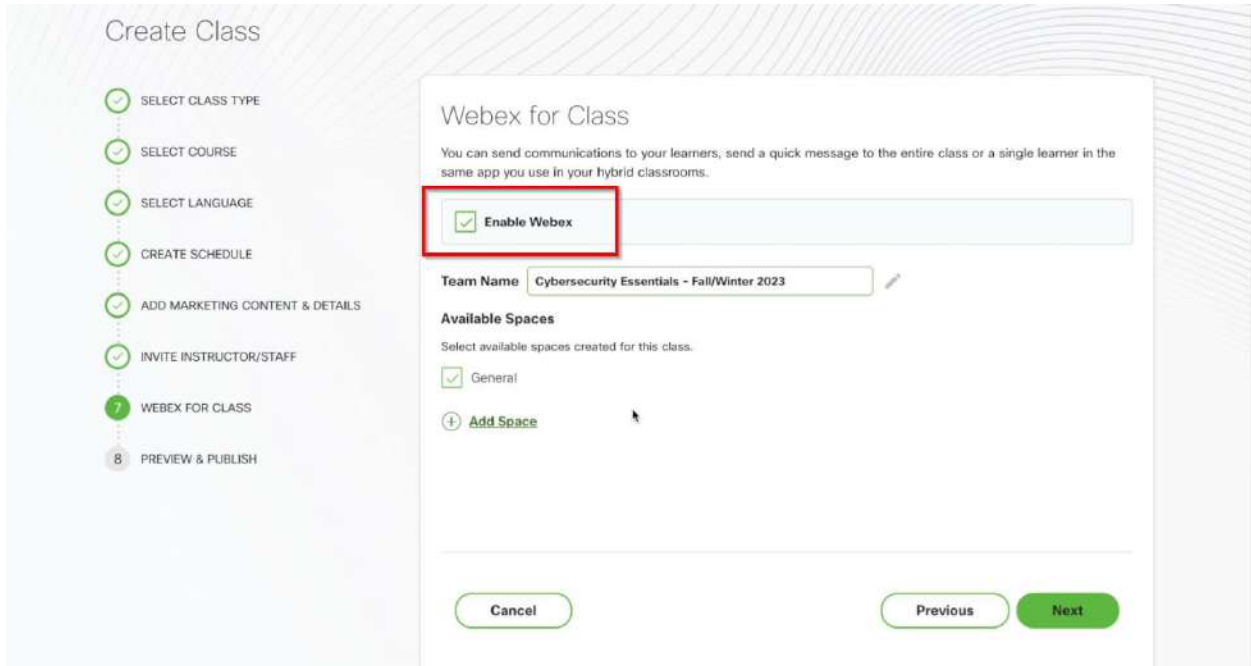 Create Class
SELECT CLASS TYPE
SELECT COURSE
SELECT LANGUAGE
CREATE SCHEDULE
ADD MARKETING CONTENT & DETAILS
INVITE INSTRUCTOR/STAFF
7 WEBEX FOR CLASS
8 PREVIEW & PUBLISH
Webex for Class
You can send communications to your learners, send a quick message to the entire class or a single learner in the
same app you use in your hybrid classrooms.
Enable Webex
Team Name Cybersecurity Essentials - Fall/Winter 2023
Available Spaces
Select available spaces created for this class.
General
Add Space
Cancel Previous Next